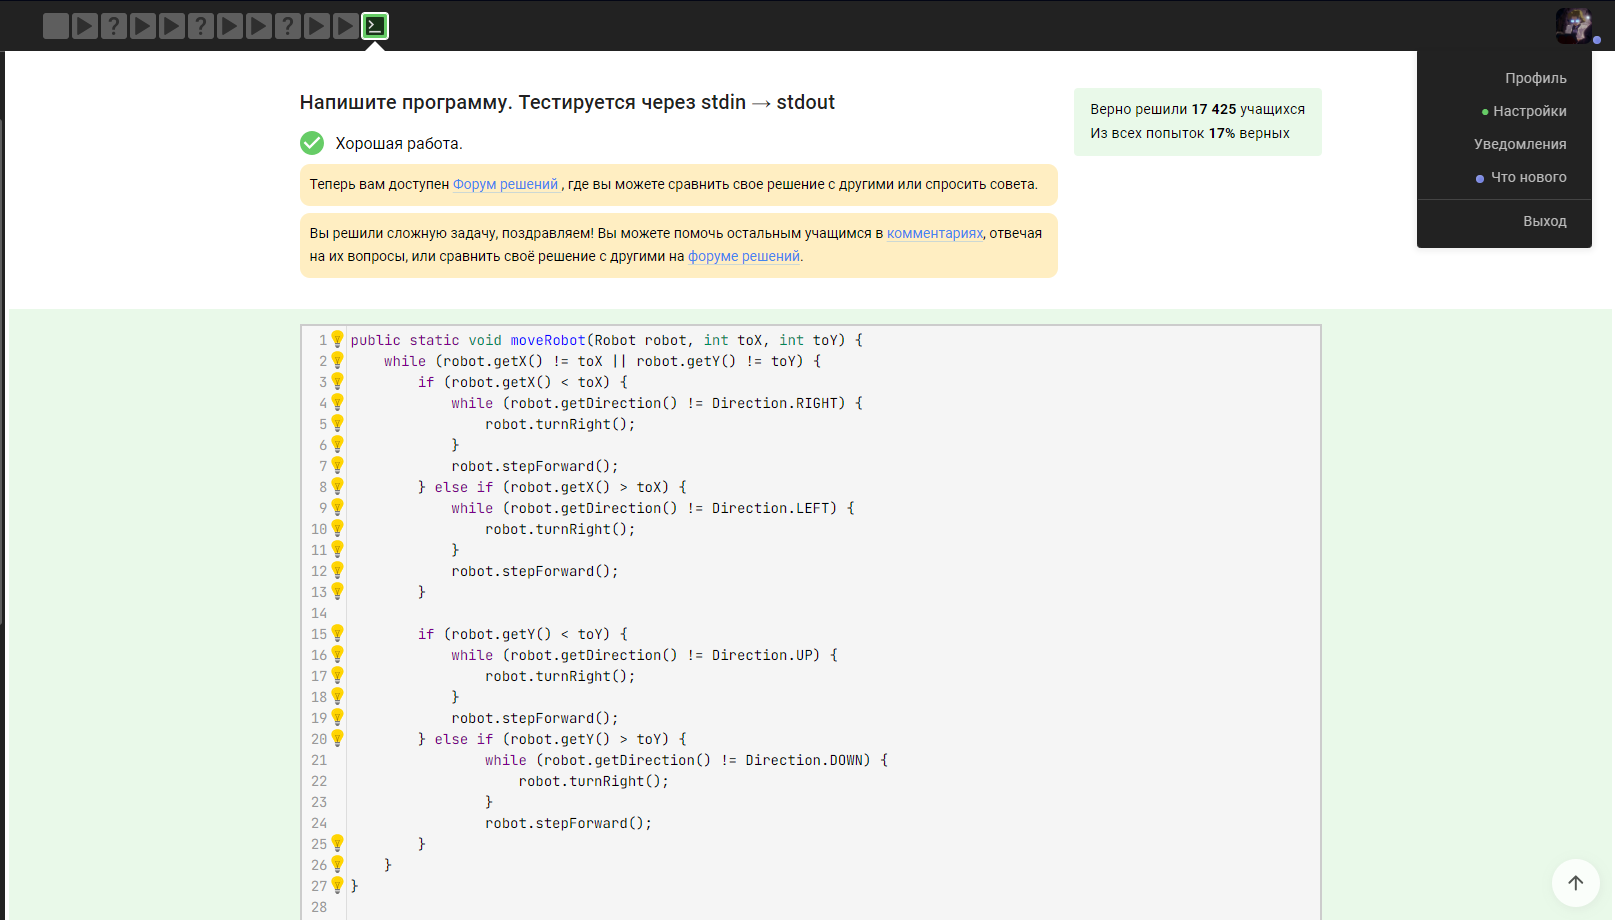 ? ? ?
Профиль
Настройки
Уведомления
Что нового
Выход
Напишите программу. Тестируется через stdin → stdout
Хорошая работа.
Теперь вам доступен Форум решений , где вы можете сравнить свое решение с другими или спросить совета.
Вы решили сложную задачу, поздравляем! Вы можете помочь остальным учащимся в комментариях, отвечая
на их вопросы, или сравнить своё решение с другими на форуме решений.
Верно решили 17 425 учащихся
Из всех попыток 17% верных
1 public static void moveRobot(Robot robot, int toX, int toY) {
2     while (robot.getX() != toX || robot.getY() != toY) {
3         if (robot.getX() < toX) {
4             while (robot.getDirection() != Direction.RIGHT) {
5                 robot.turnRight();
6             }
7             robot.stepForward();
8         } else if (robot.getX() > toX) {
9             while (robot.getDirection() != Direction.LEFT) {
10                 robot.turnRight();
11             }
12             robot.stepForward();
13         }
14
15         if (robot.getY() < toY) {
16             while (robot.getDirection() != Direction.UP) {
17                 robot.turnRight();
18             }
19             robot.stepForward();
20         } else if (robot.getY() > toY) {
21                 while (robot.getDirection() != Direction.DOWN) {
22                     robot.turnRight();
23                 }
24                 robot.stepForward();
25         }
26     }
27 }
28